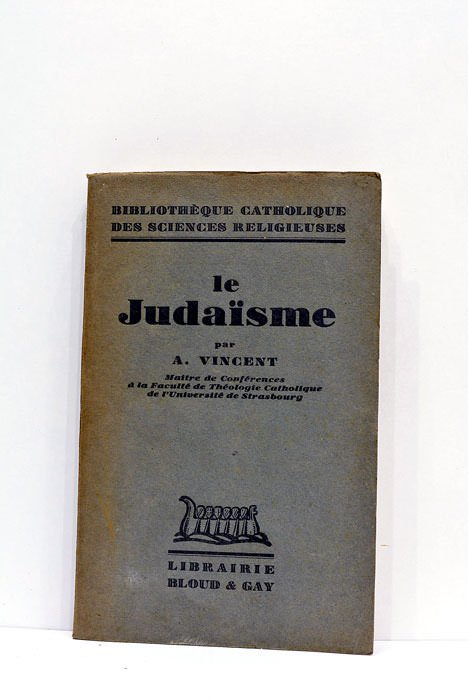 BIBLIOTHÈQUE CATHOLIQUE
DES SCIENCES RELIGIEUSES
le
Judaïsme
par
A. VINCENT
Maître de Conférences
à la Faculté de Théologie Catholique
de l'Université de Strasbourg
LIBRAIRIE
BLOUD & GAY